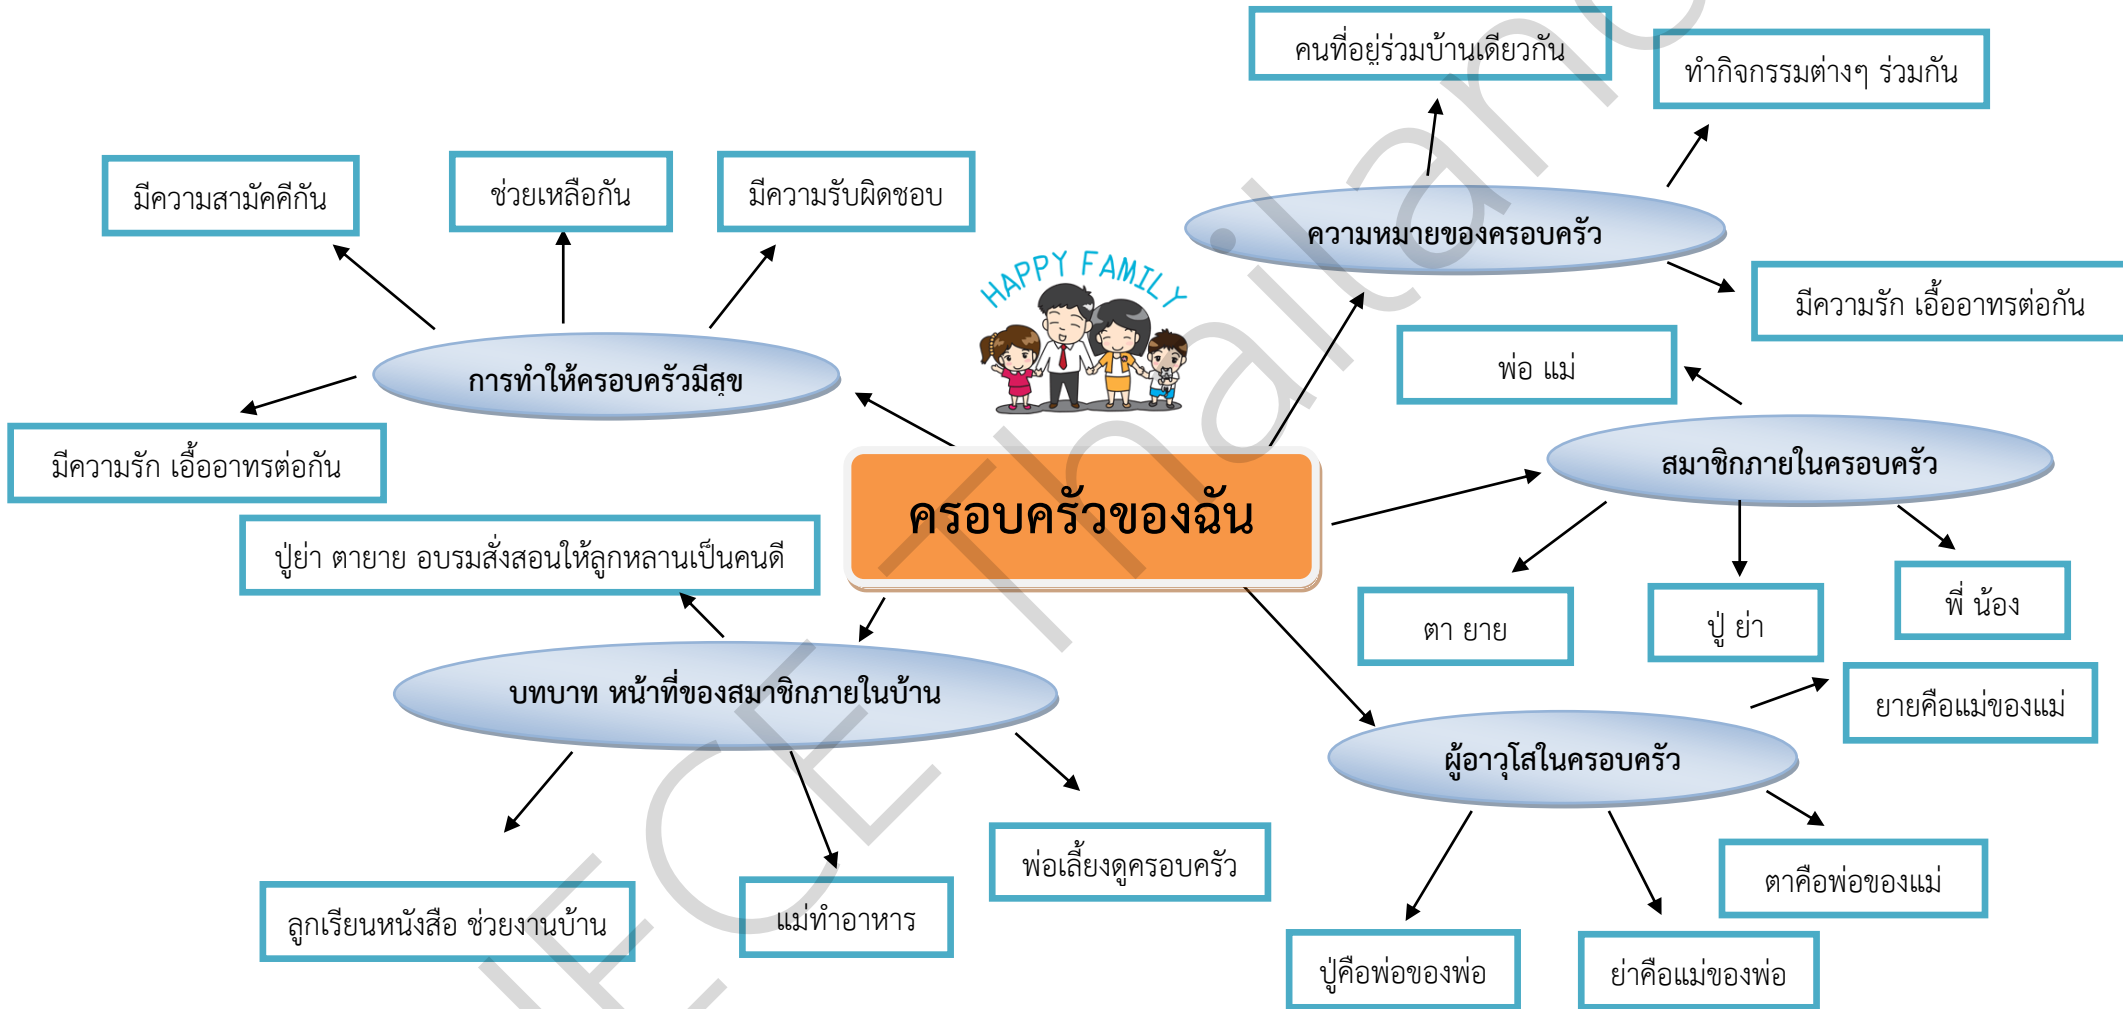 คนที่อยู่ร่วมบ้านเดียวกัน
ทำกิจกรรมต่างๆ ร่วมกัน
มีความสามัคคีกัน
ช่วยเหลือกัน
มีความรับผิดชอบ
ความหมายของครอบครัว
HAPPY FAMILY
มีความรัก เอื้ออาทรต่อกัน
การทำให้ครอบครัวมีสุข
พ่อ แม่
มีความรัก เอื้ออาทรต่อกัน
สมาชิกภายในครอบครัว
ครอบครัวของฉัน
ปู่ย่า ตายาย อบรมสั่งสอนให้ลูกหลานเป็นคนดี
ตา ยาย
ปู่ ย่า
พี่ น้อง
บทบาท หน้าที่ของสมาชิกภายในบ้าน
ยายคือแม่ของแม่
ผู้อาวุโสในครอบครัว
พ่อเลี้ยงดูครอบครัว
ตาคือพ่อของแม่
ลูกเรียนหนังสือ ช่วยงานบ้าน
แม่ทำอาหาร
ปู่คือพ่อของพ่อ
ย่าคือแม่ของพ่อ
ECE Thailand